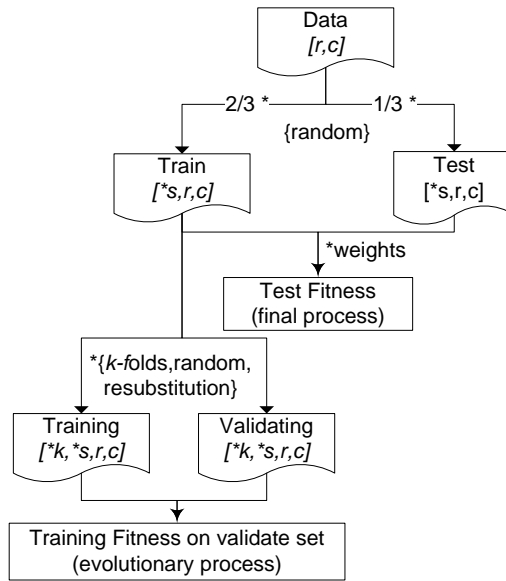 Data
[r,c]
2/3 *
1/3 *
{random}
Train
[*s,r,c]
Test
[*s,r,c]
*weights
Test Fitness
(final process)
*{k-folds,random,
resubstitution}
Training
[*k,*s,r,c]
Validating
[*k,*s,r,c]
Training Fitness on validate set
(evolutionary process)